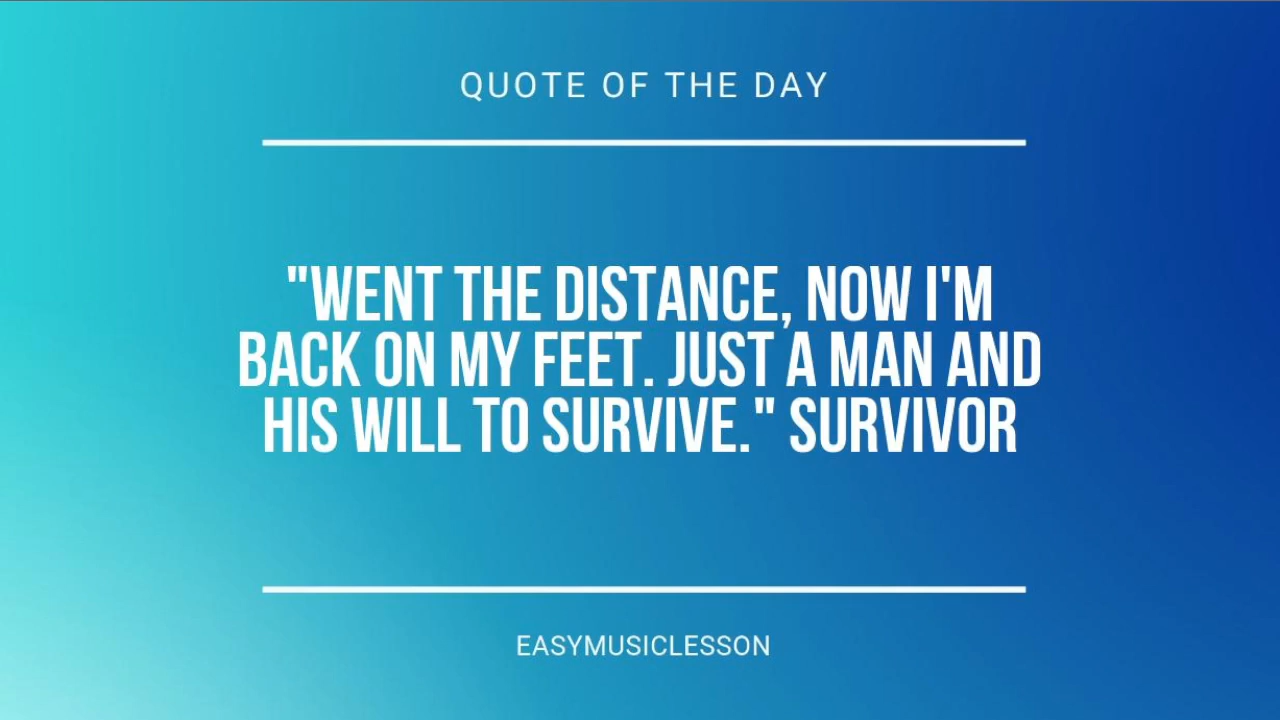 QUOTE OF THE DAY
"WENT THE DISTANCE, NOW I'M
BACK ON MY FEET. JUST A MAN AND
HIS WILL TO SURVIVE." SURVIVOR
EASYMUSICLESSON